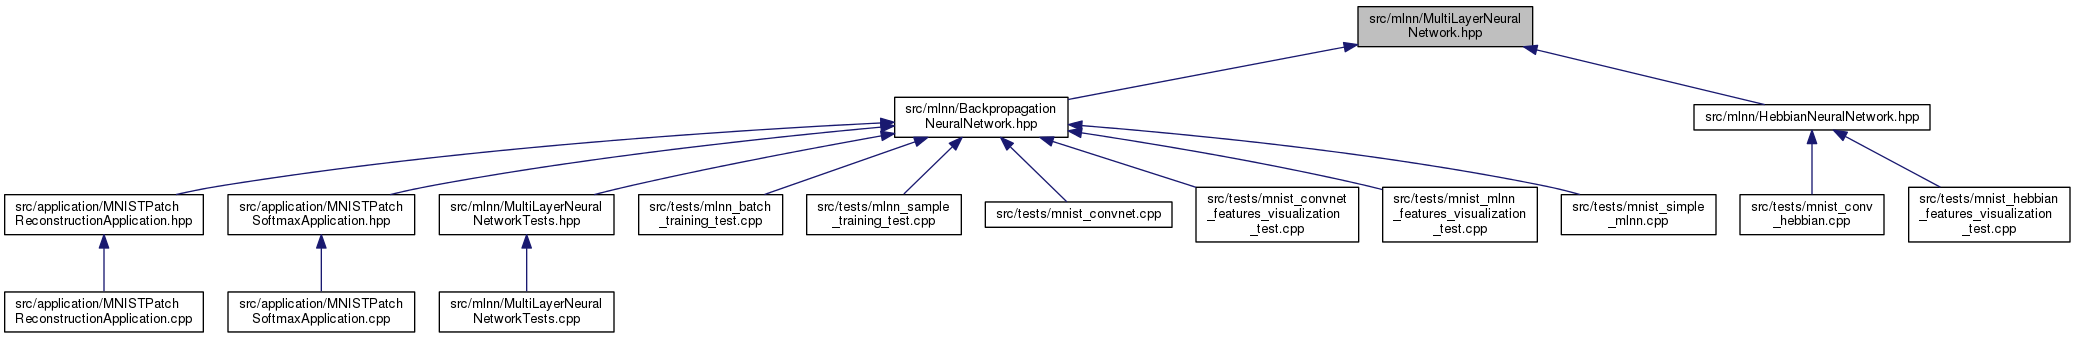 src/mlnn/MultiLayerNeural
Network.hpp
src/mlnn/Backpropagation
NeuralNetwork.hpp
src/mlnn/HebbianNeuralNetwork.hpp
src/application/MNISTPatch
ReconstructionApplication.hpp
src/application/MNISTPatch
SoftmaxApplication.hpp
src/mlnn/MultiLayerNeural
NetworkTests.hpp
src/tests/mlnn_batch
_training_test.cpp
src/tests/mlnn_sample
_training_test.cpp
src/tests/mnist_convnet.cpp
src/tests/mnist_convnet
_features_visualization
_test.cpp
src/tests/mnist_mlnn
_features_visualization
_test.cpp
src/tests/mnist_simple
_mlnn.cpp
src/tests/mnist_conv
_hebbian.cpp
src/tests/mnist_hebbian
_features_visualization
_test.cpp
src/application/MNISTPatch
ReconstructionApplication.cpp
src/application/MNISTPatch
SoftmaxApplication.cpp
src/mlnn/MultiLayerNeural
NetworkTests.cpp